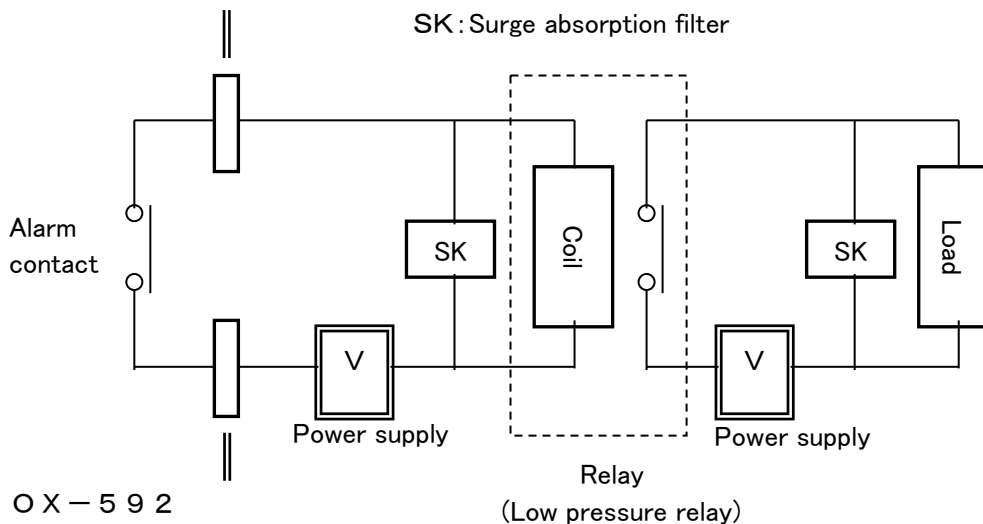 SK:Surge absorption filter
Alarm
contact
SK
Coil
SK
Load
V
V
Power supply
Power supply
Relay
(Low pressure relay)
OX-592